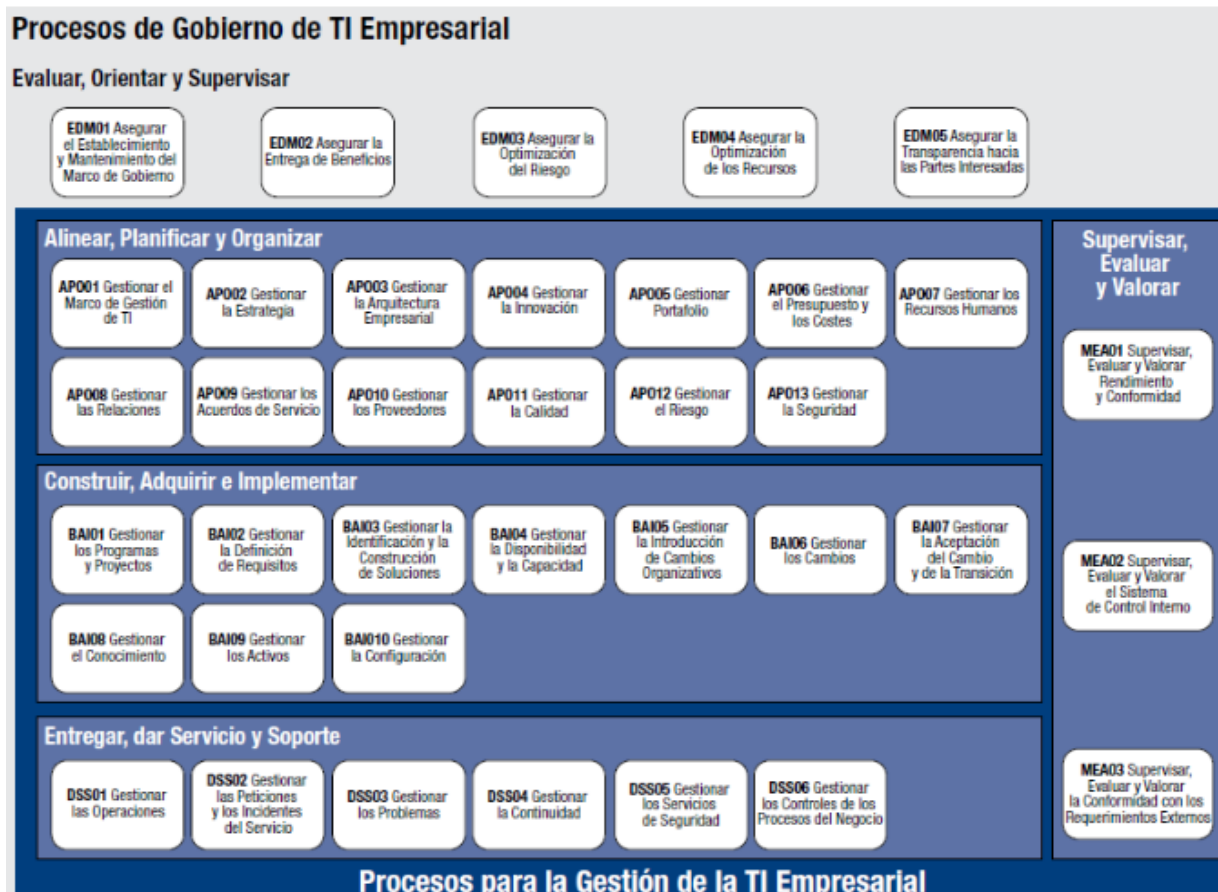 Procesos de Gobierno de TI Empresarial
Evaluar, Orientar y Supervisar
EDM01 Asegurar
el Establecimiento
y Mantenimiento del
Marco de Gobierno
EDM02 Asegurar la
Entrega de Beneficios
EDM03 Asegurar la
Optimización
del Riesgo
EDM04 Asegurar la
Optimización
de los Recursos
EDM05 Asegurar la
Transparencia hacia
las Partes Interesadas
Alinear, Planificar y Organizar
APO01 Gestionar el
Marco de Gestión
de TI
APO02 Gestionar
la Estrategia
APO03 Gestionar
la Arquitectura
Empresarial
APO04 Gestionar
la Innovación
APO05 Gestionar
Portafolio
APO06 Gestionar
el Presupuesto y
los Costes
APO07 Gestionar los
Recursos Humanos
APO08 Gestionar
las Relaciones
APO09 Gestionar los
Acuerdos de Servicio
APO10 Gestionar
los Proveedores
APO11 Gestionar
la Calidad
APO12 Gestionar
el Riesgo
APO13 Gestionar
la Seguridad
Construir, Adquirir e Implementar
BAI01 Gestionar
los Programas
y Proyectos
BAI02 Gestionar
la Definición
de Requisitos
BAI03 Gestionar la
Identificación y la
Construcción
de Soluciones
BAI04 Gestionar
la Disponibilidad
y la Capacidad
BAI05 Gestionar
la Introducción
de Cambios
Organizativos
BAI06 Gestionar
los Cambios
BAI07 Gestionar
la Aceptación
del Cambio
y de la Transición
BAI08 Gestionar
el Conocimiento
BAI09 Gestionar
los Activos
BAI010 Gestionar
la Configuración
Entregar, dar Servicio y Soporte
DSS01 Gestionar
las Operaciones
DSS02 Gestionar
las Peticiones
y los Incidentes
del Servicio
DSS03 Gestionar
los Problemas
DSS04 Gestionar
la Continuidad
DSS05 Gestionar
los Servicios
de Seguridad
DSS06 Gestionar
los Controles de los
Procesos del Negocio
Supervisar,
Evaluar
y Valorar
MEA01 Supervisar,
Evaluar y Valorar
Rendimiento
y Conformidad
MEA02 Supervisar,
Evaluar y Valorar
el Sistema
de Control Interno
MEA03 Supervisar,
Evaluar y Valorar
la Conformidad con los
Requerimientos Externos
Procesos para la Gestión de la TI Empresarial